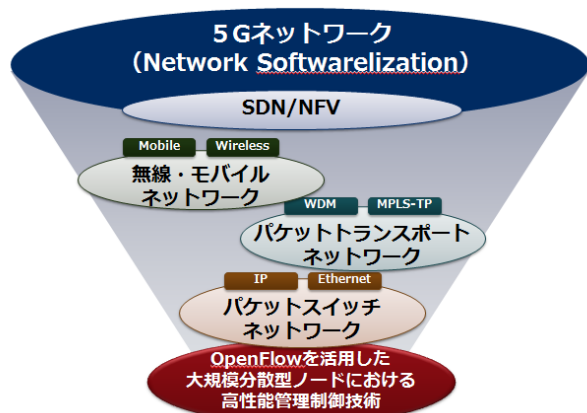 ５Gネットワーク
（Network Softwarelization）
SDN/NFV
Mobile Wireless
無線・モバイル
ネットワーク
WDM MPLS-TP
パケットトランスポート
ネットワーク
IP Ethernet
パケットスイッチ
ネットワーク
OpenFlowを活用した
大規模分散型ノードにおける
高性能管理制御技術